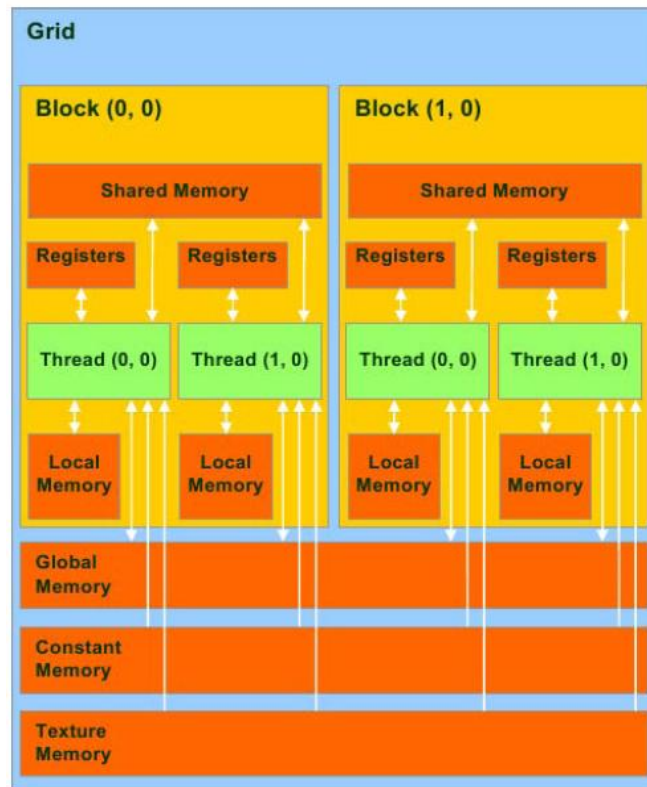 Grid
Block (0, 0)
Shared Memory
Registers
Registers
Thread (0, 0)
Thread (1, 0)
Local
Memory
Local
Memory
Block (1, 0)
Shared Memory
Registers
Registers
Thread (0, 0)
Thread (1, 0)
Local
Memory
Local
Memory
Global
Memory
Constant
Memory
Texture
Memory